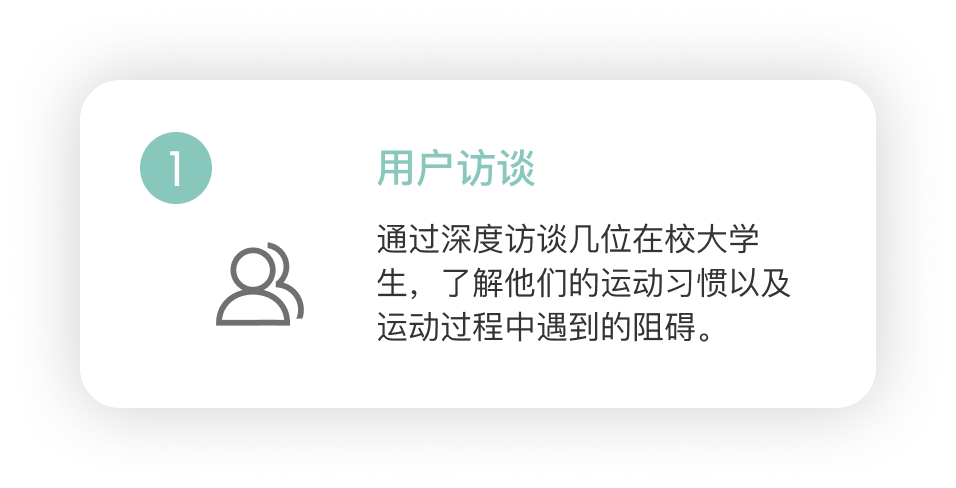 1
用户访谈
通过深度访谈几位在校大学
生，了解他们的运动习惯以及
运动过程中遇到的阻碍。